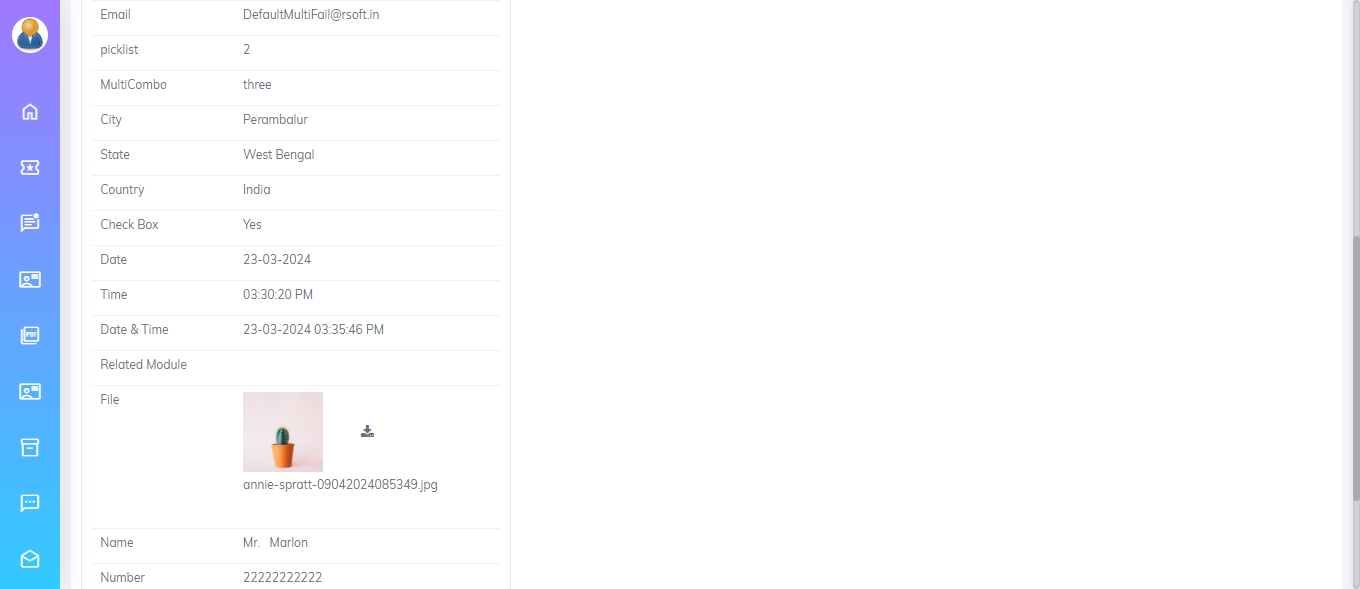 Email DefaultMultiFail@rsoft.in
picklist 2
MultiCombo three
City Perambalur
State West Bengal
Country India
Check Box Yes
Date 23-03-2024
Time 03:30:20 PM
Date & Time 23-03-2024 03:35:46 PM
Related Module
File
annie-spratt-09042024085349.jpg
Name Mr. Marlon
Number 22222222222
PDF